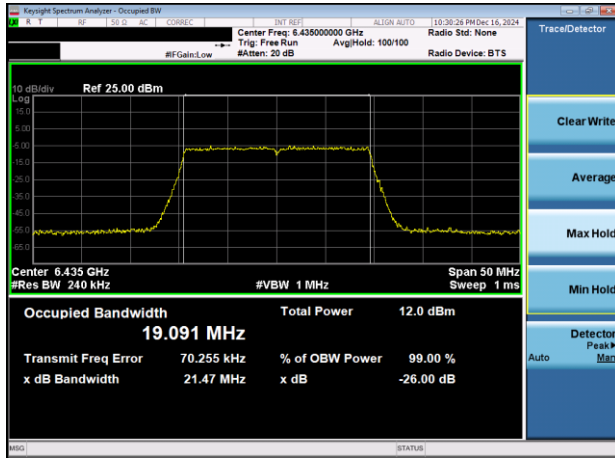 Keysight Spectrum Analyzer - Occupied BW
R T RF 50 Ω AC CORREC INT REF ALIGN AUTO 10:38:26 PM Dec 16, 2024
Center Freq: 6.435000000 GHz Radio Std: None
Trig: Free Run Avg|Hold: 100/100
#IFGain:Low #Atten: 20 dB Radio Device: BTS
Trace/Detector
10 dB/div Ref 25.00 dBm
Log
15.0
5.00
-5.00
-15.0
-25.0
-35.0
-45.0
-55.0
-65.0
Center 6.435 GHz Span 50 MHz
#Res BW 240 kHz #VBW 1 MHz Sweep 1 ms
Occupied Bandwidth Total Power 12.0 dBm
19.091 MHz
Transmit Freq Error 70.255 kHz % of OBW Power 99.00 %
x dB Bandwidth 21.47 MHz x dB -26.00 dB
Clear Write
Average
Max Hold
Min Hold
Detector
Peak▶
Auto Man
MSG STATUS